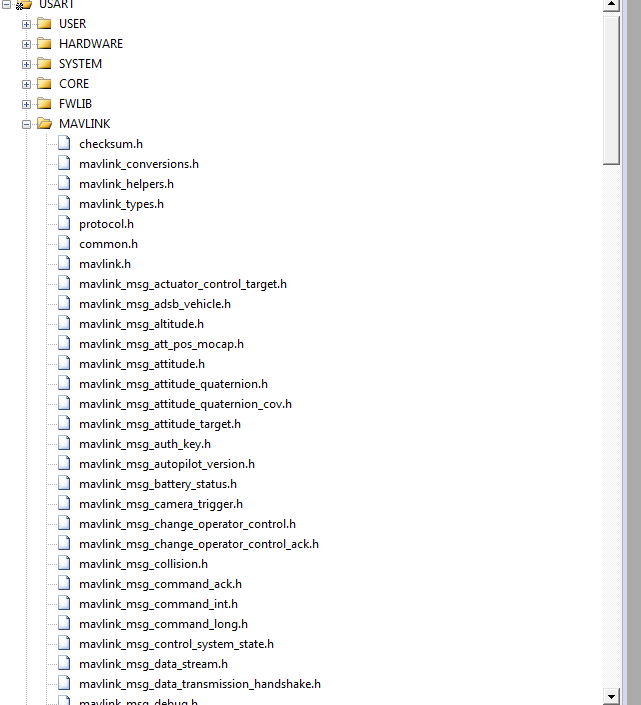 USART
USER
HARDWARE
SYSTEM
CORE
FWLIB
MAVLINK
checksum.h
mavlink_conversions.h
mavlink_helpers.h
mavlink_types.h
protocol.h
common.h
mavlink.h
mavlink_msg_actuator_control_target.h
mavlink_msg_adsb_vehicle.h
mavlink_msg_altitude.h
mavlink_msg_att_pos_mocap.h
mavlink_msg_attitude.h
mavlink_msg_attitude_quaternion.h
mavlink_msg_attitude_quaternion_cov.h
mavlink_msg_attitude_target.h
mavlink_msg_auth_key.h
mavlink_msg_autopilot_version.h
mavlink_msg_battery_status.h
mavlink_msg_camera_trigger.h
mavlink_msg_change_operator_control.h
mavlink_msg_change_operator_control_ack.h
mavlink_msg_collision.h
mavlink_msg_command_ack.h
mavlink_msg_command_int.h
mavlink_msg_command_long.h
mavlink_msg_control_system_state.h
mavlink_msg_data_stream.h
mavlink_msg_data_transmission_handshake.h
mavlink_msg_debug.h